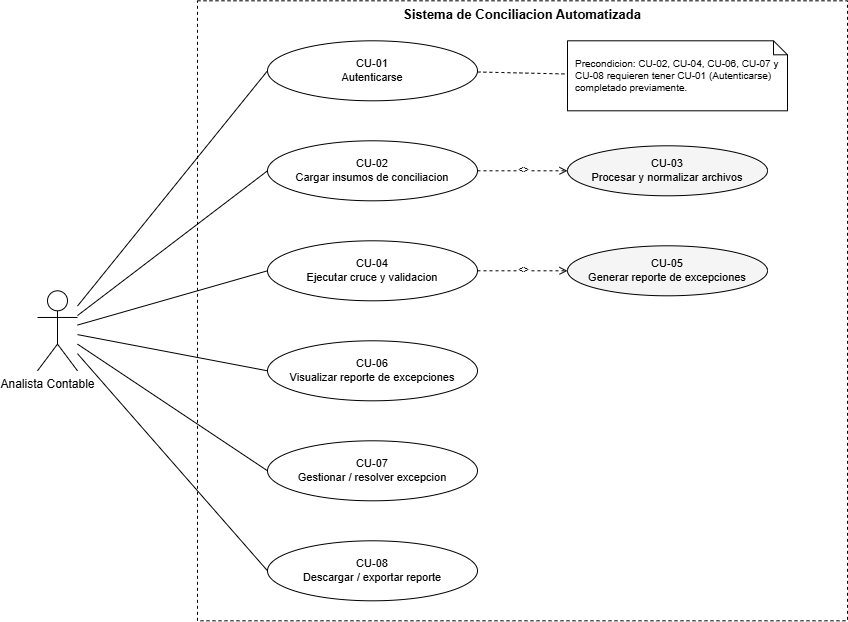 Sistema de Conciliacion Automatizada
CU-01
Autenticarse
Precondicion: CU-02, CU-04, CU-06, CU-07 y
CU-08 requieren tener CU-01 (Autenticarse)
completado previamente.
CU-02
Cargar insumos de conciliacion
<>
CU-03
Procesar y normalizar archivos
CU-04
Ejecutar cruce y validacion
<>
CU-05
Generar reporte de excepciones
Analista Contable
CU-06
Visualizar reporte de excepciones
CU-07
Gestionar / resolver excepcion
CU-08
Descargar / exportar reporte